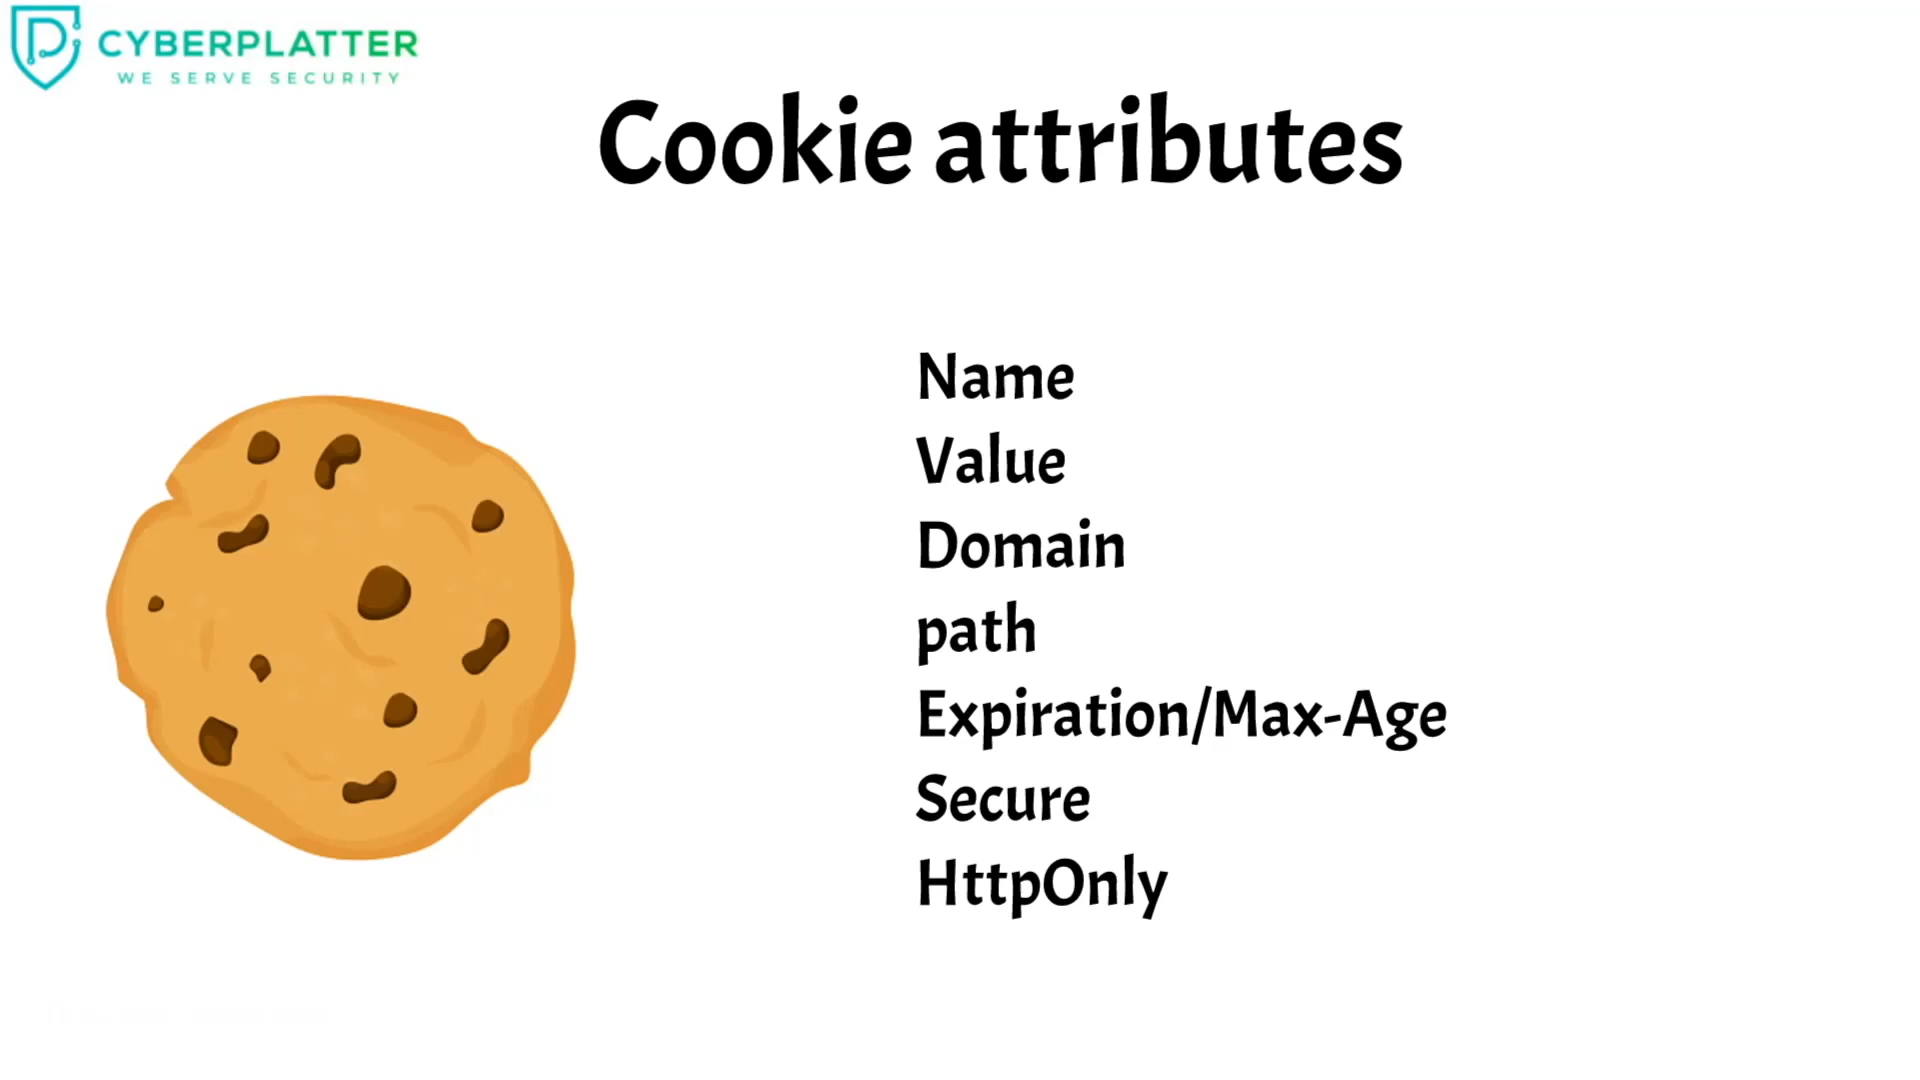 CYBERPLATTER
WE SERVE SECURITY
Cookie attributes
Name
Value
Domain
path
Expiration/Max-Age
Secure
HttpOnly